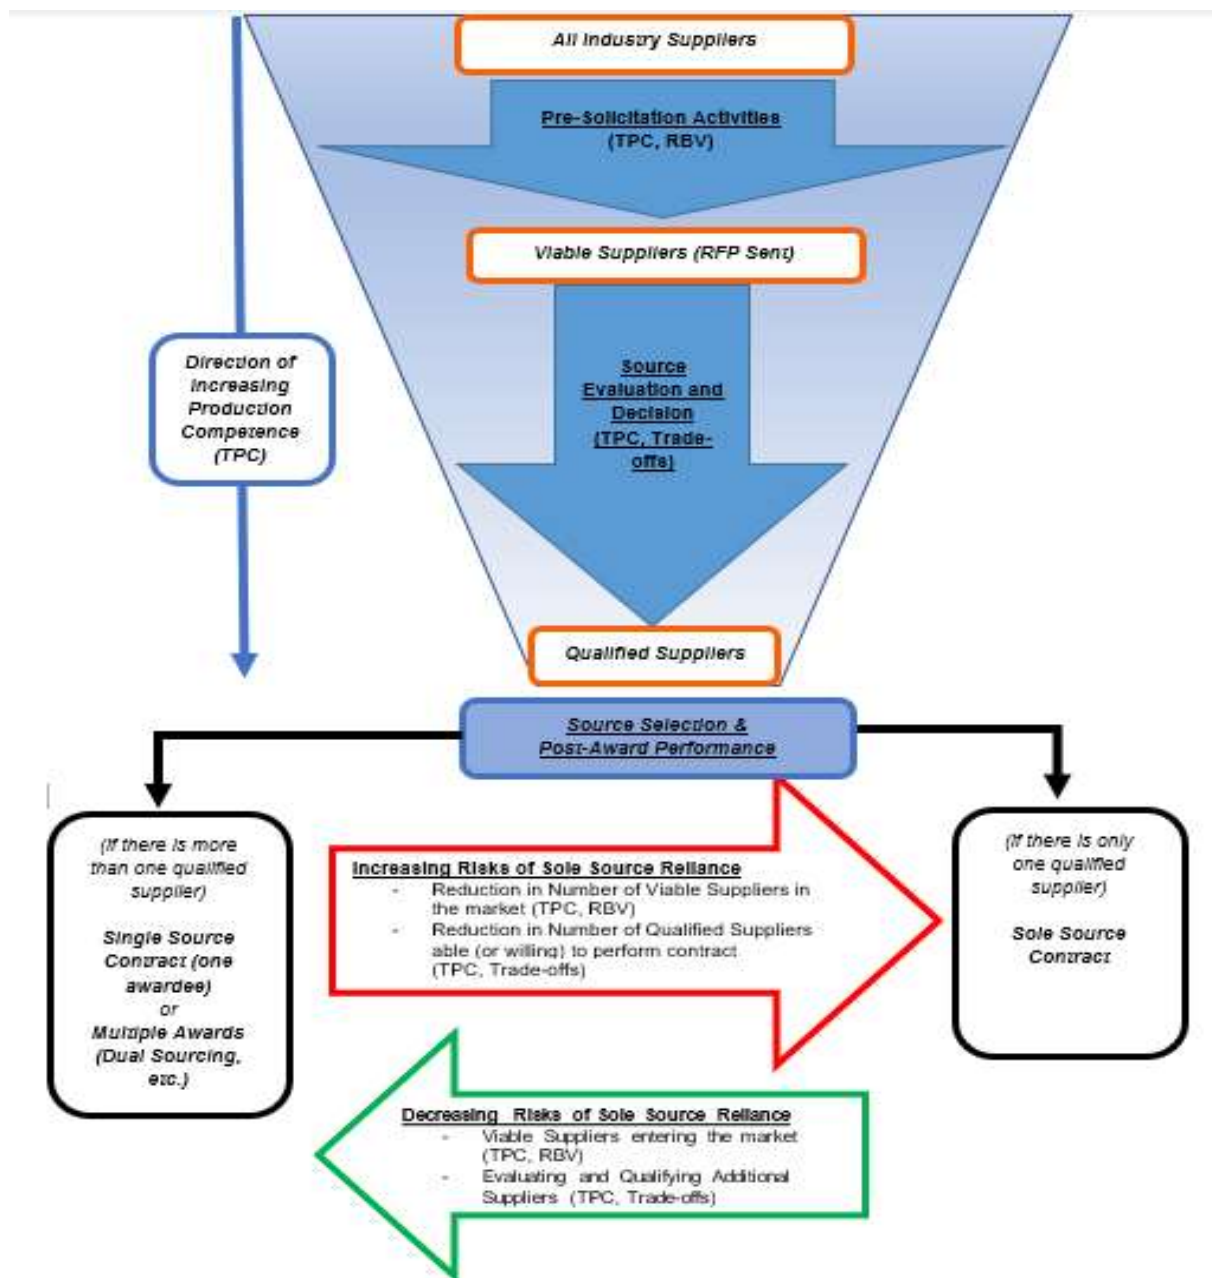 All Industry Suppliers
Pre-Solicitation Activities
(TPC, RBV)
Viable Suppliers (RFP Sent)
Source
Evaluation and
Decision
(TPC, Trade-
offs)
Direction of
Increasing
Production
Competence
(TPC)
Qualified Suppliers
Source Selection &
Post-Award Performance
(If there is more
than one qualified
supplier)
Single Source
Contract (one
awardee)
or
Multiple Awards
(Dual Sourcing,
etc.)
Increasing Risks of Sole Source Reliance
- Reduction in Number of Viable Suppliers in
the market (TPC, RBV)
- Reduction in Number of Qualified Suppliers
able (or willing) to perform contract
(TPC, Trade-offs)
(If there is only
one qualified
supplier)
Sole Source
Contract
Decreasing Risks of Sole Source Reliance
- Viable Suppliers entering the market
(TPC, RBV)
- Evaluating and Qualifying Additional
Suppliers (TPC, Trade-offs)